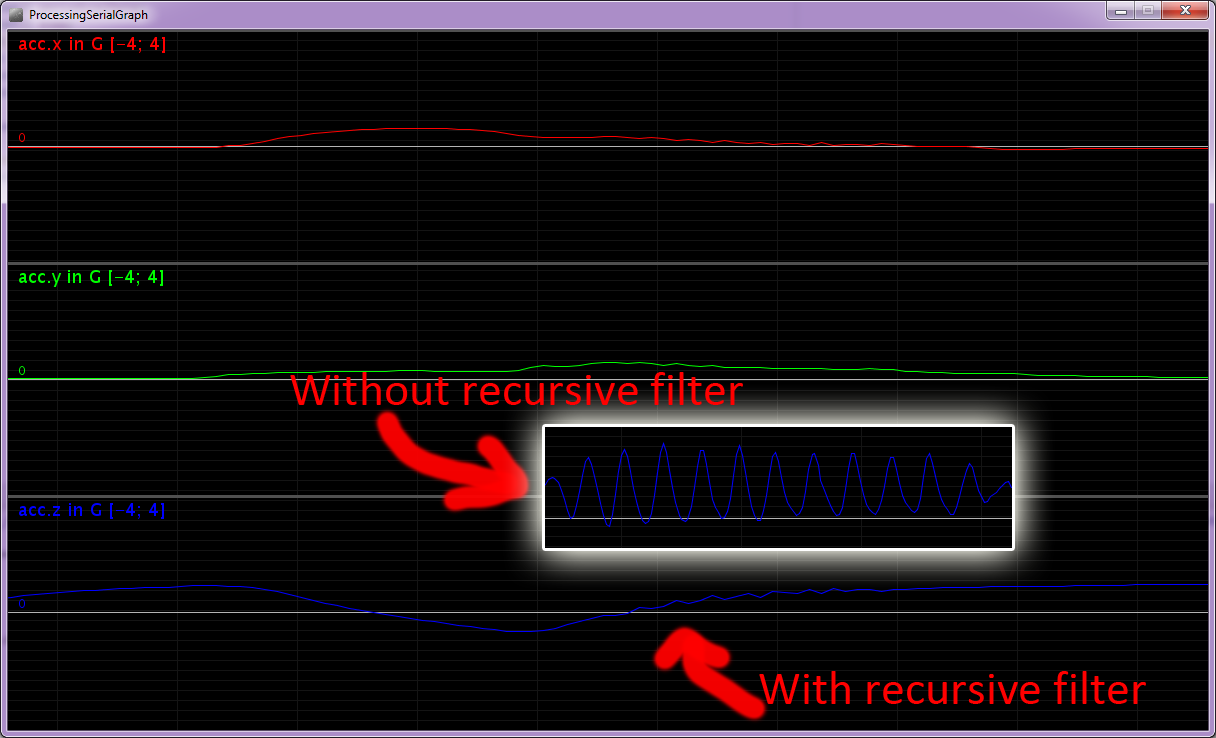 ProcessingSerialGraph
acc.x in G [-4; 4]
0
acc.y in G [-4; 4]
0
Without recursive filter
acc.z in G [-4; 4]
0
With recursive filter